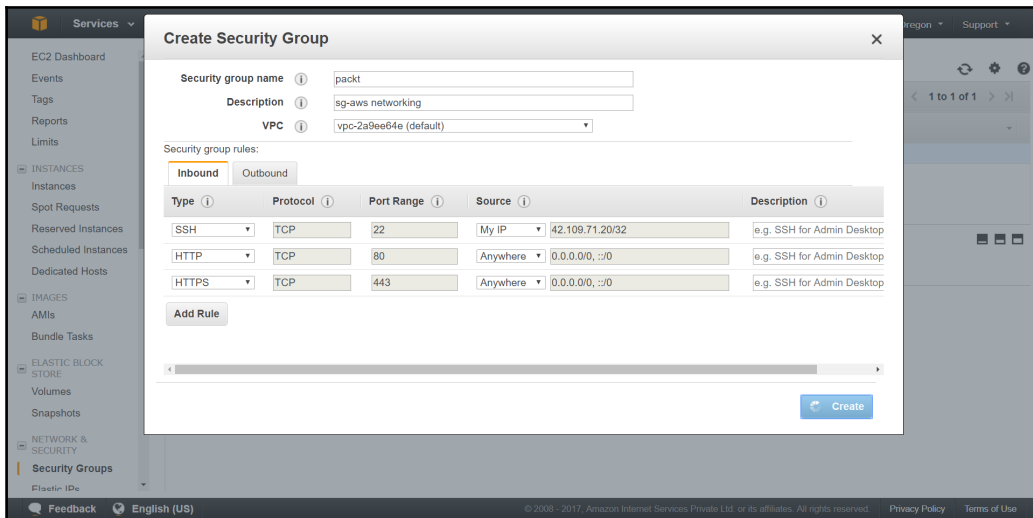 Services
Oregon
Support
EC2 Dashboard
Events
Tags
Reports
Limits
INSTANCES
Instances
Spot Requests
Reserved Instances
Scheduled Instances
Dedicated Hosts
IMAGES
AMIs
Bundle Tasks
ELASTIC BLOCK
STORE
Volumes
Snapshots
NETWORK &
SECURITY
Security Groups
Elastic IPs
1 to 1 of 1
Create Security Group
Security group name packt
Description sg-aws networking
VPC vpc-2a9ee64e (default)
Security group rules:
Inbound Outbound
Type Protocol Port Range Source Description
SSH TCP 22 My IP 42.109.71.20/32 e.g. SSH for Admin Desktop
HTTP TCP 80 Anywhere 0.0.0.0/0, ::/0 e.g. SSH for Admin Desktop
HTTPS TCP 443 Anywhere 0.0.0.0/0, ::/0 e.g. SSH for Admin Desktop
Add Rule
Create
Feedback English (US) © 2008 - 2017, Amazon Internet Services Private Ltd. or its affiliates. All rights reserved. Privacy Policy Terms of Use